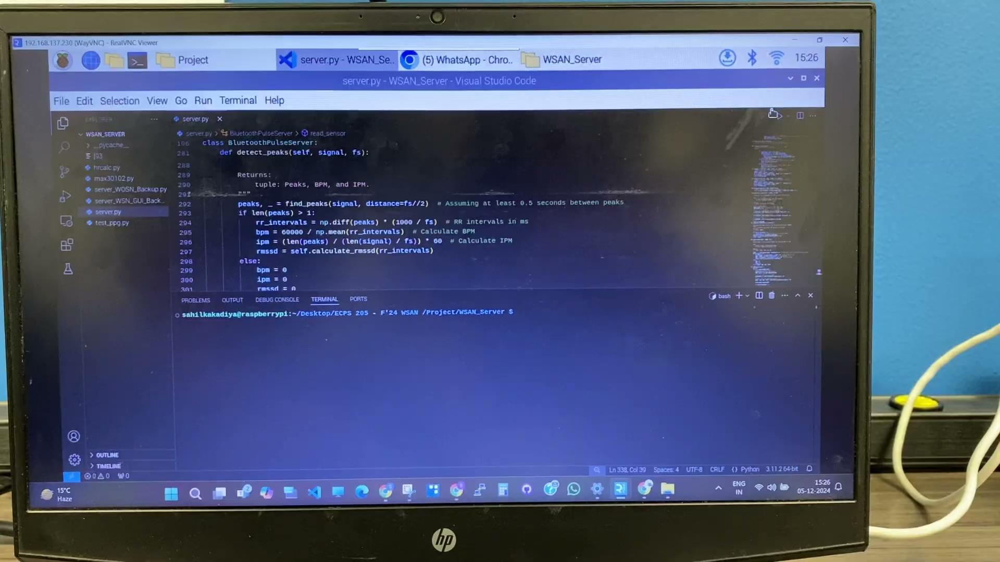 192.168.137.230 (WayVNC) - RealVNC Viewer
Project
server.py - WSAN_Se..
(5) WhatsApp - Chro..
WSAN_Server
15:26
server.py - WSAN_Server - Visual Studio Code
File Edit Selection View Go Run Terminal Help
EXPLORER
server.py
WSAN_SERVER
server.py > BluetoothPulseServer > read_sensor
__pycache__
[93
hrcalc.py
max30102.py
server_WOSN_Backup.py
server_WSN_GUI_Back...
server.py
test_ppg.py
106 class BluetoothPulseServer:
281 def detect_peaks(self, signal, fs):
288
289 Returns:
290 tuple: Peaks, BPM, and IPM.
291 """
292 peaks, _ = find_peaks(signal, distance=fs//2) # Assuming at least 0.5 seconds between peaks
293 if len(peaks) > 1:
294 rr_intervals = np.diff(peaks) * (1000 / fs) # RR intervals in ms
295 bpm = 60000 / np.mean(rr_intervals) # Calculate BPM
296 ipm = (len(peaks) / (len(signal) / fs)) * 60 # Calculate IPM
297 rmssd = self.calculate_rmssd(rr_intervals)
298 else:
299 bpm = 0
300 ipm = 0
301 rmssd = 0
PROBLEMS OUTPUT DEBUG CONSOLE TERMINAL PORTS
bash
sahilkakadiya@raspberrypi:~/Desktop/ECPS 205 - F'24 WSAN /Project/WSAN_Server $
OUTLINE
TIMELINE
0 0 0
Ln 338, Col 39 Spaces: 4 UTF-8 CRLF {} Python 3.11.2 64-bit
15°C
Haze
ENG
IN
15:26
05-12-2024
hp